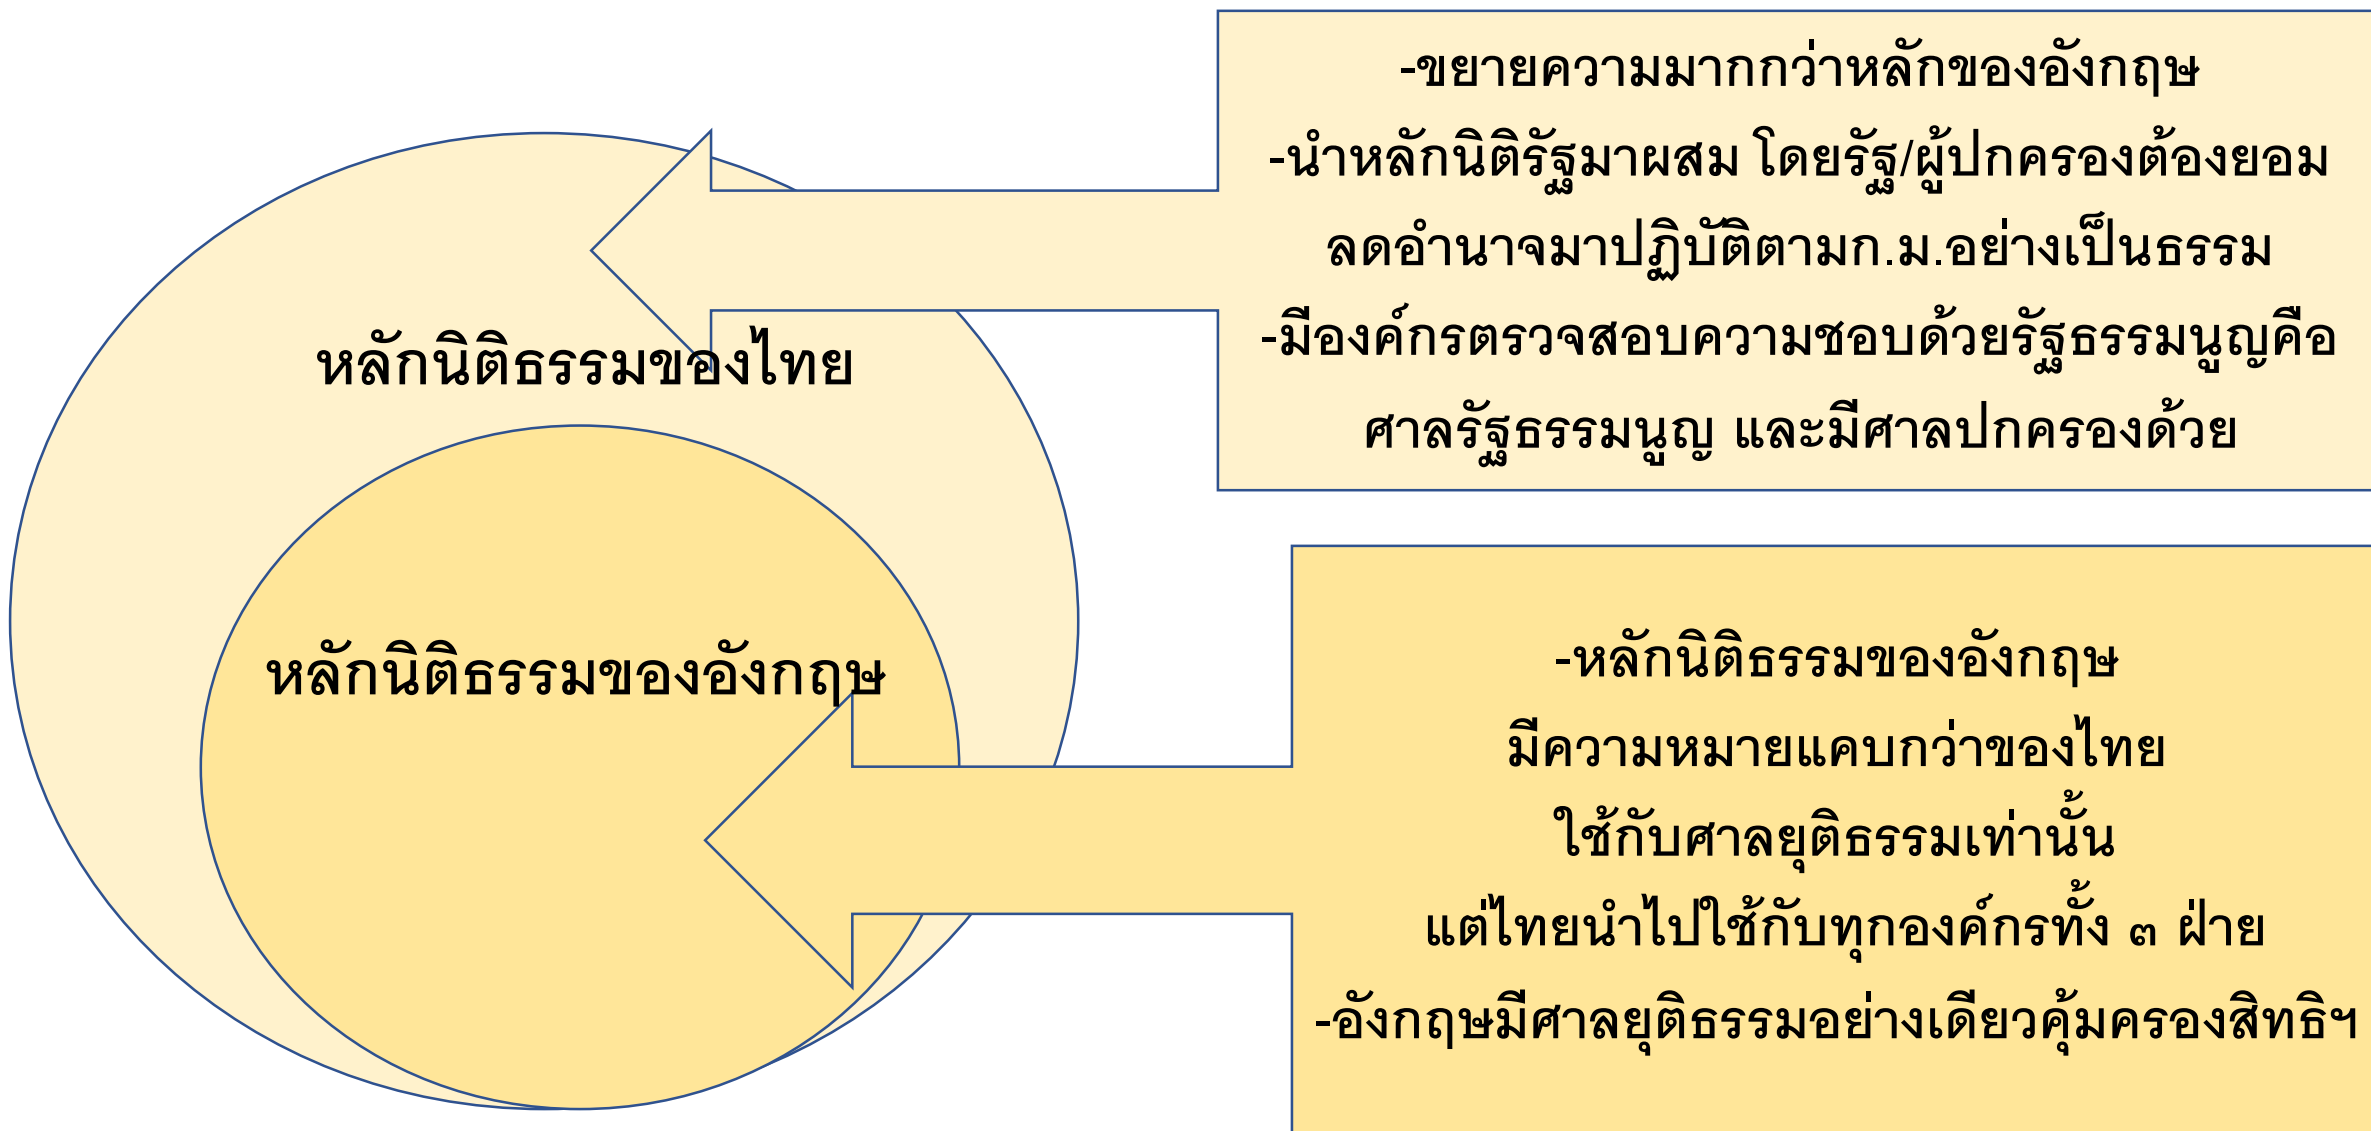 -ขยายความมากกว่าหลักของอังกฤษ
-นำหลักนิติรัฐมาผสม โดยรัฐ/ผู้ปกครองต้องยอม
ลดอำนาจมาปฏิบัติตามก.ม.อย่างเป็นธรรม
-มีองค์กรตรวจสอบความชอบด้วยรัฐธรรมนูญคือ
ศาลรัฐธรรมนูญ และมีศาลปกครองด้วย
หลักนิติธรรมของไทย
หลักนิติธรรมของอังกฤษ
-หลักนิติธรรมของอังกฤษ
มีความหมายแคบกว่าของไทย
ใช้กับศาลยุติธรรมเท่านั้น
แต่ไทยนำไปใช้กับทุกองค์กรทั้ง ๓ ฝ่าย
-อังกฤษมีศาลยุติธรรมอย่างเดียวคุ้มครองสิทธิฯ